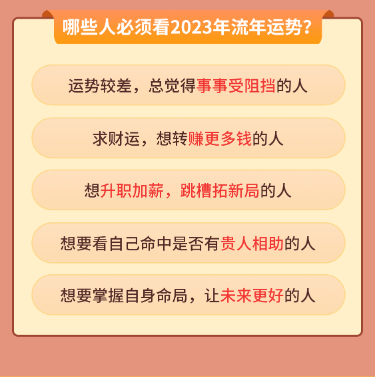 哪些人必须看2023年流年运势?
运势较差，总觉得事事受阻挡的人
求财运，想转赚更多钱的人
想升职加薪，跳槽拓新局的人
想要看自己命中是否有贵人相助的人
想要掌握自身命局，让未来更好的人